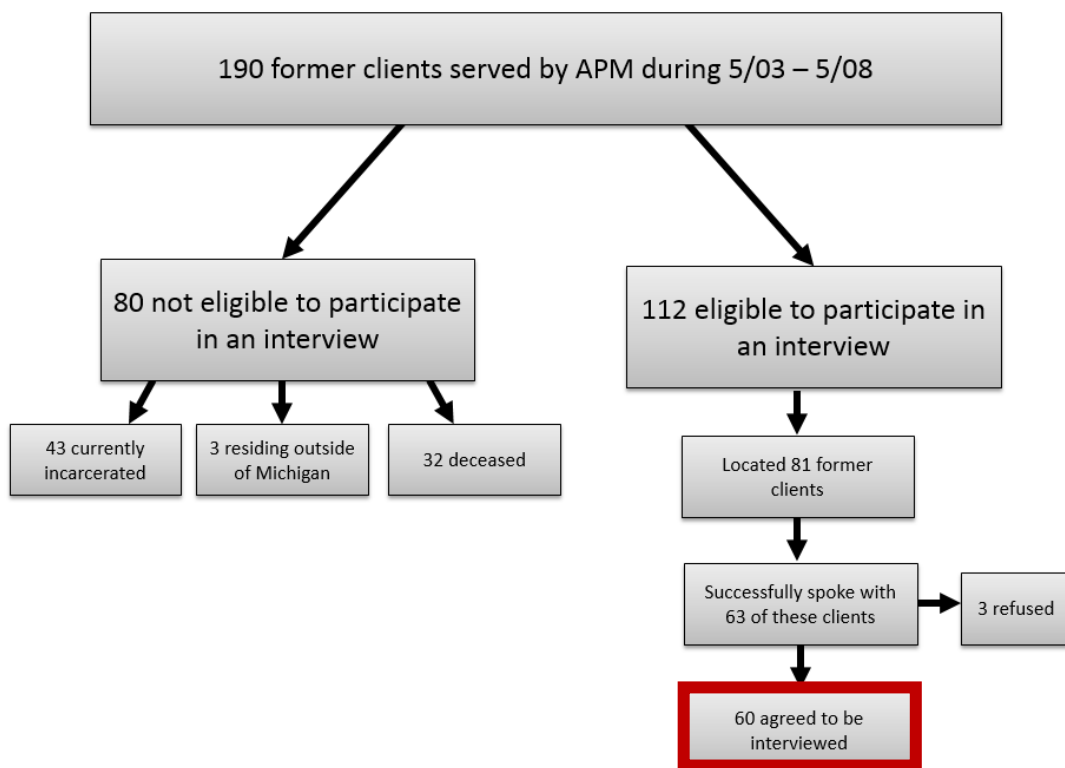 190 former clients served by APM during 5/03 – 5/08
80 not eligible to participate
in an interview
112 eligible to participate in
an interview
43 currently
incarcerated
3 residing outside
of Michigan
32 deceased
Located 81 former
clients
Successfully spoke with
63 of these clients
3 refused
60 agreed to be
interviewed